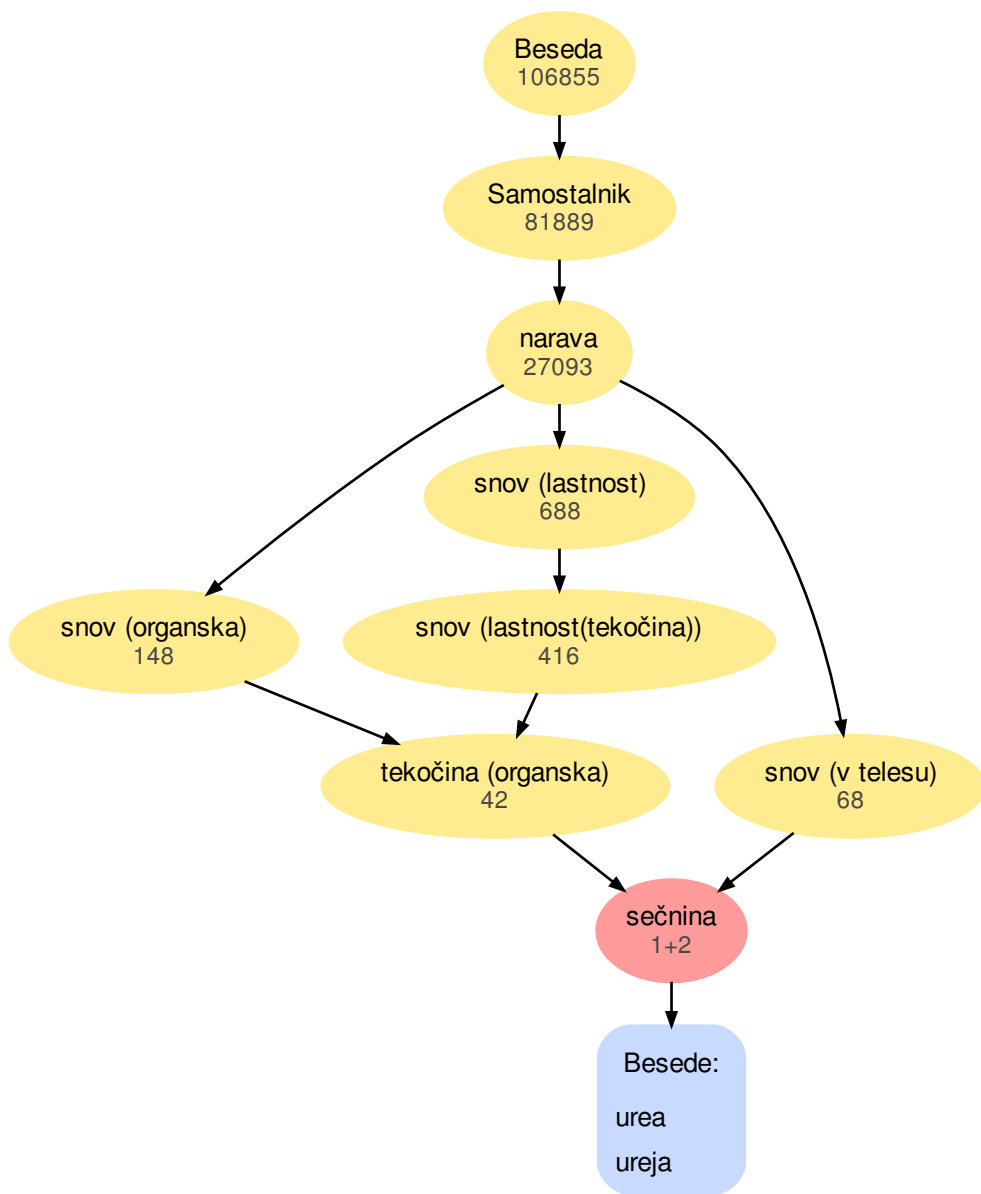 Beseda
106855
Samostalnik
81889
narava
27093
snov (lastnost)
688
snov (organska)
148
snov (lastnost(tekočina))
416
tekočina (organska)
42
snov (v telesu)
68
sečnina
1+2
Besede:
urea
ureja